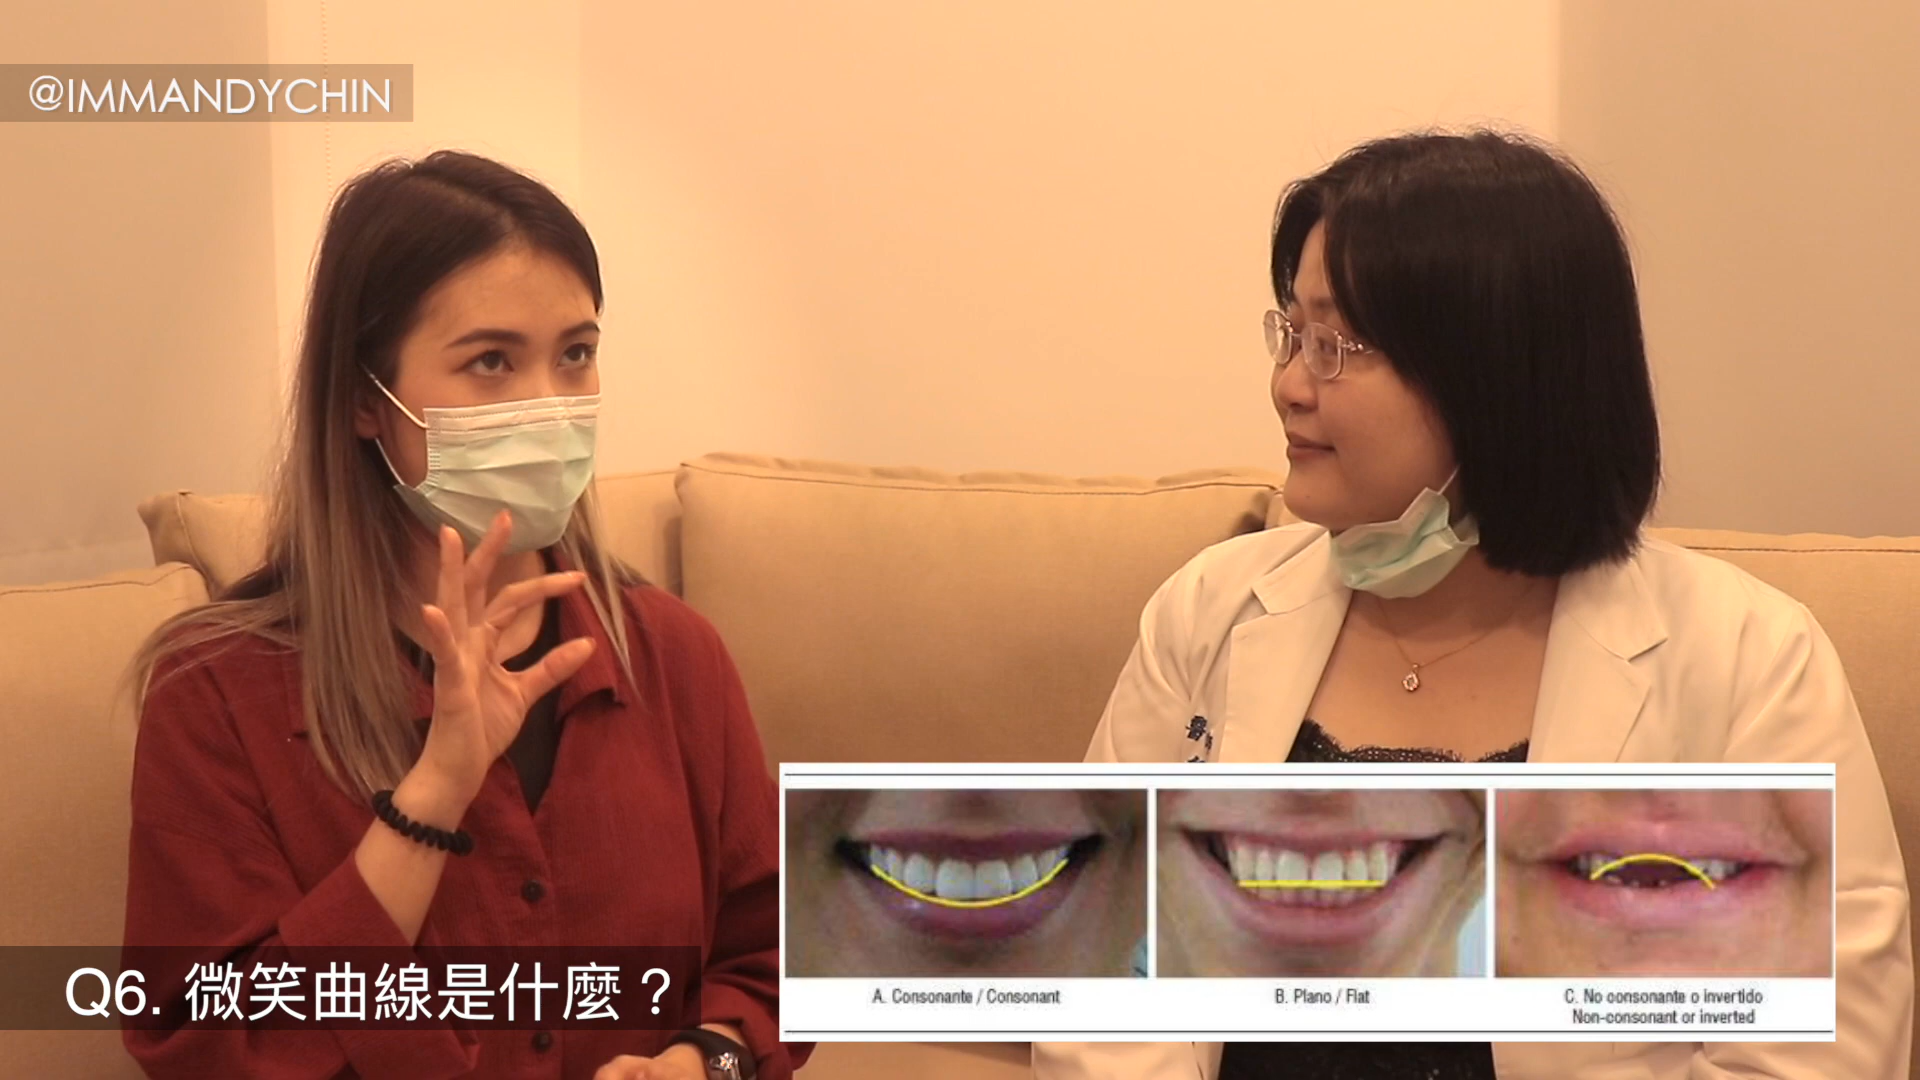 @IMMANDYCHIN
A. Consonante / Consonant
B. Plano / Flat
C. No consonante o invertido
Non-consonant or inverted
Q6. 微笑曲線是什麼？